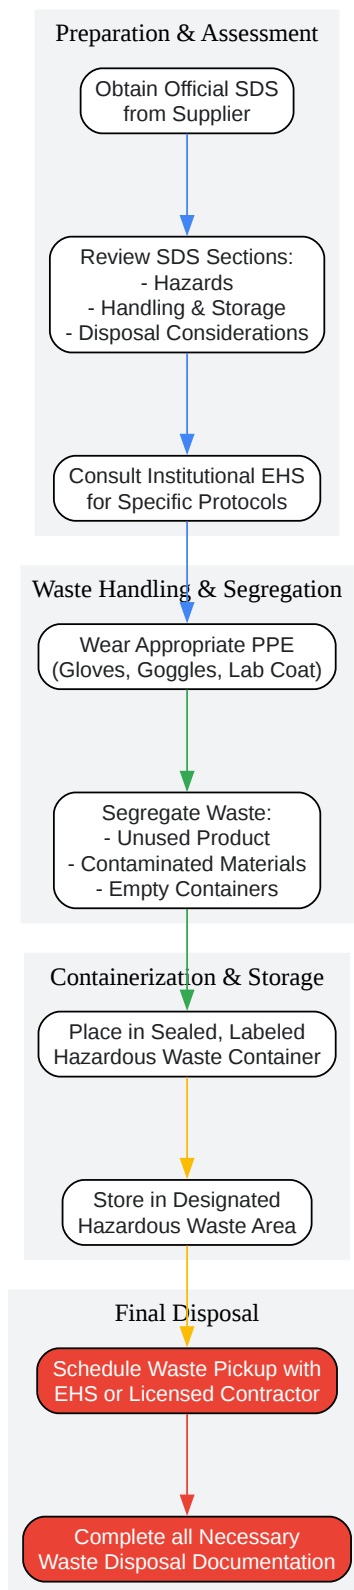 Preparation & Assessment
Obtain Official SDS
from Supplier
Review SDS Sections:
- Hazards
- Handling & Storage
- Disposal Considerations
Consult Institutional EHS
for Specific Protocols
Waste Handling & Segregation
Wear Appropriate PPE
(Gloves, Goggles, Lab Coat)
Segregate Waste:
- Unused Product
- Contaminated Materials
- Empty Containers
Containerization & Storage
Place in Sealed, Labeled
Hazardous Waste Container
Store in Designated
Hazardous Waste Area
Final Disposal
Schedule Waste Pickup with
EHS or Licensed Contractor
Complete all Necessary
Waste Disposal Documentation